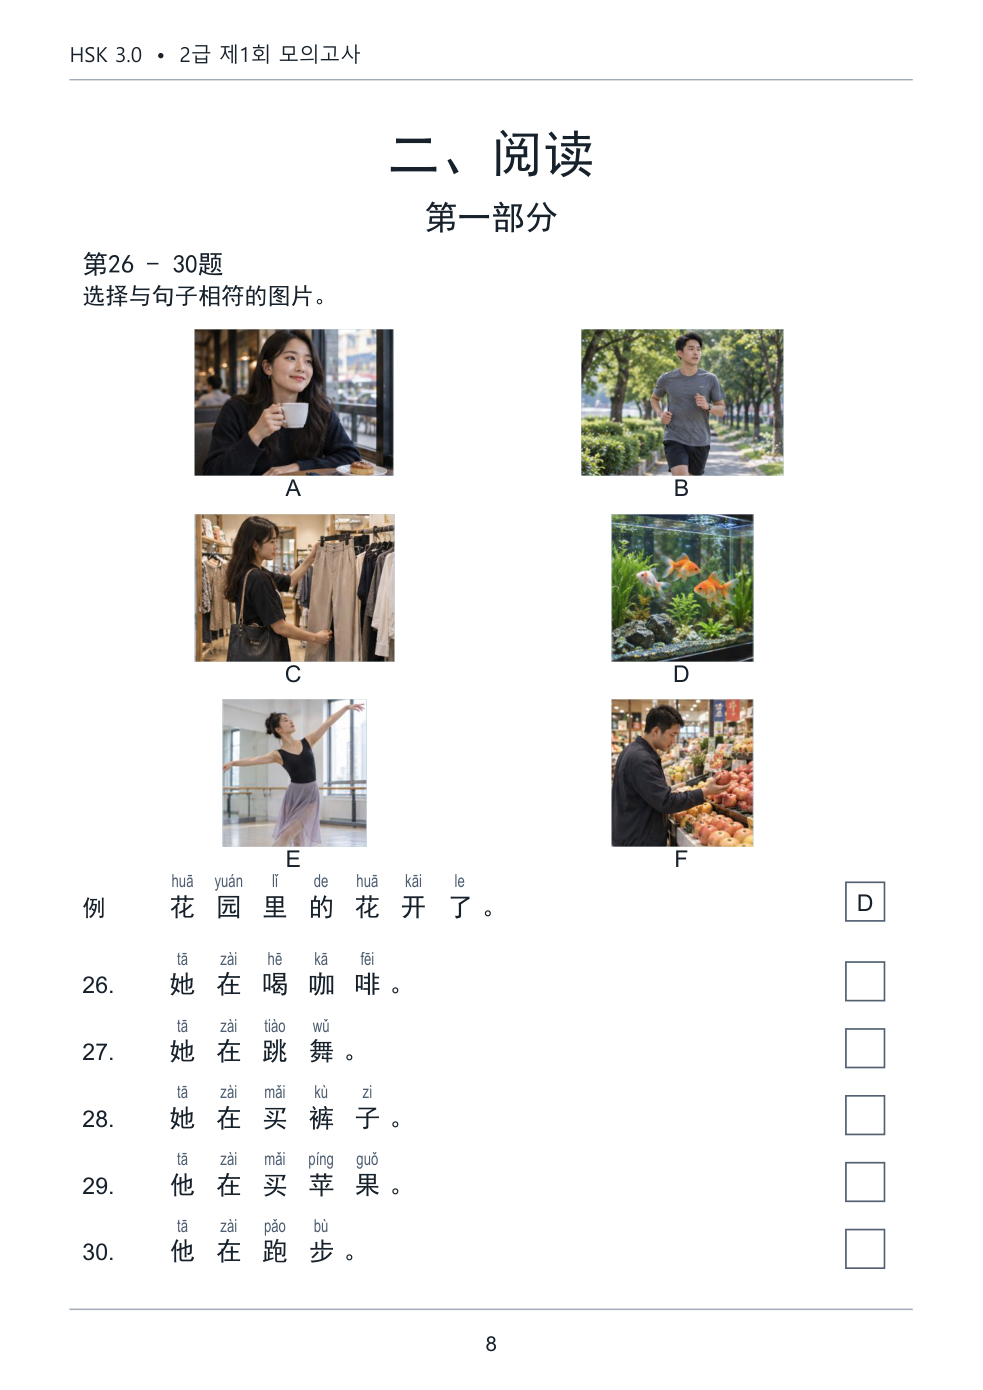 HSK 3.0 • 2급 제1회 모의고사
二、阅读
第一部分
第26 － 30题
选择与句子相符的图片。
A
B
C
D
E
F
huā yuán lǐ de huā kāi le
例 花 园 里 的 花 开 了 。 D
tā zài hē kā fēi
26. 她 在 喝 咖 啡 。
tā zài tiào wǔ
27. 她 在 跳 舞 。
tā zài mǎi kù zi
28. 她 在 买 裤 子 。
tā zài mǎi píng guǒ
29. 他 在 买 苹 果 。
tā zài pǎo bù
30. 他 在 跑 步 。
8